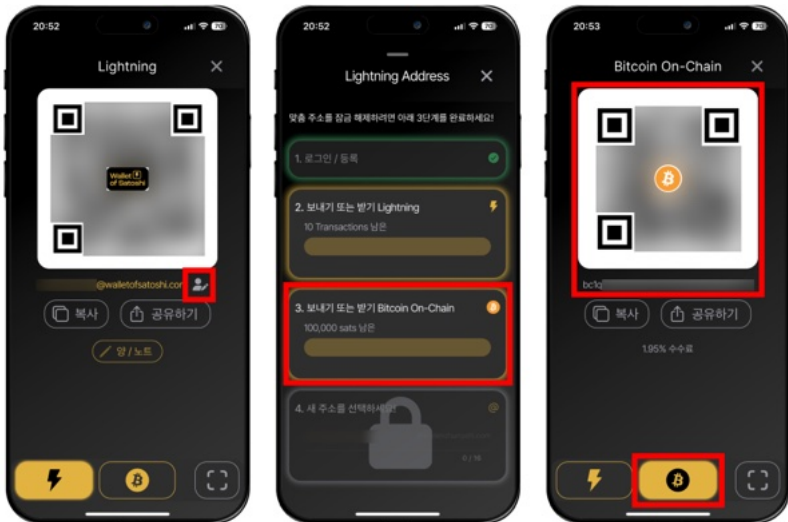 20:52
70
Lightning
Wallet
of Satoshi
@walletofsatoshi.com
복사
공유하기
양 / 노트
20:52
70
Lightning Address
맞춤 주소를 잠금 해제하려면 아래 3단계를 완료하세요!
1. 로그인 / 등록
2. 보내기 또는 받기 Lightning
10 Transactions 남은
3. 보내기 또는 받기 Bitcoin On-Chain
100,000 sats 남은
4. 새 주소를 선택하세요!
20:53
70
Bitcoin On-Chain
bc1q
복사
공유하기
1.95% 수수료